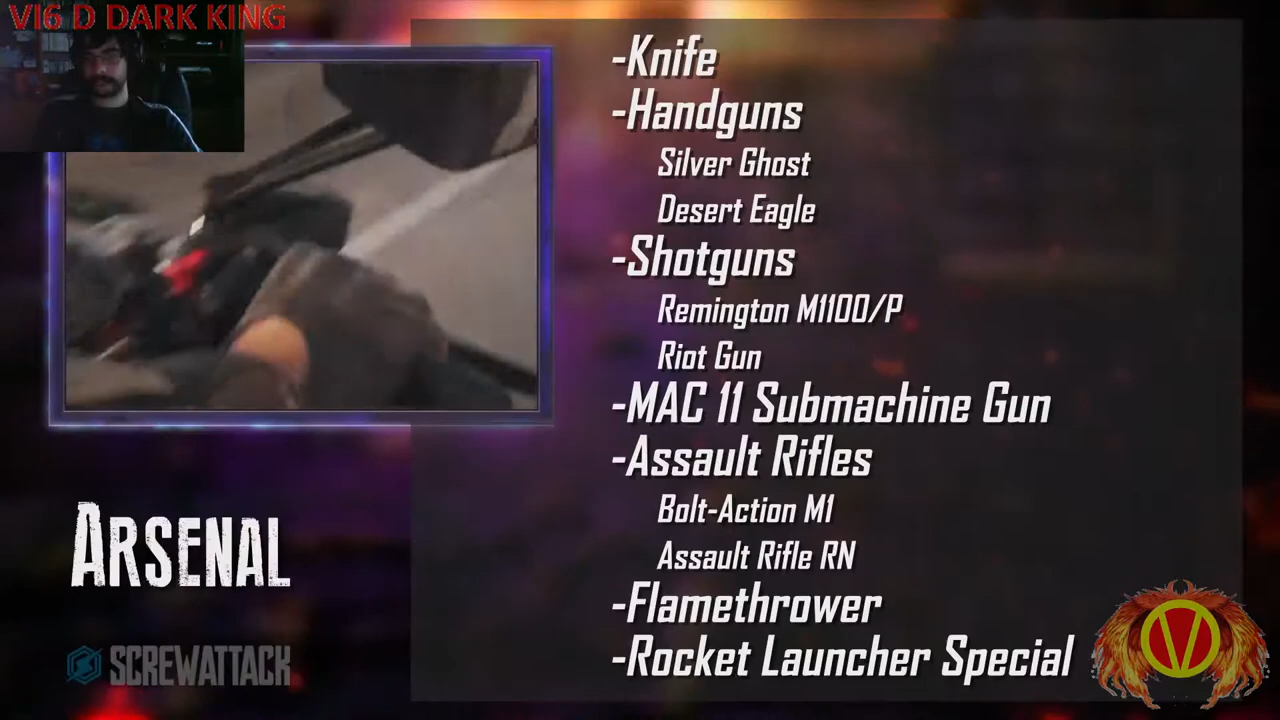 VI6 D DARK KING
-Knife
-Handguns
Silver Ghost
Desert Eagle
-Shotguns
Remington M1100/P
Riot Gun
-MAC 11 Submachine Gun
-Assault Rifles
Bolt-Action M1
Assault Rifle RN
-Flamethrower
-Rocket Launcher Special
ARSENAL
SCREWATTACK
V